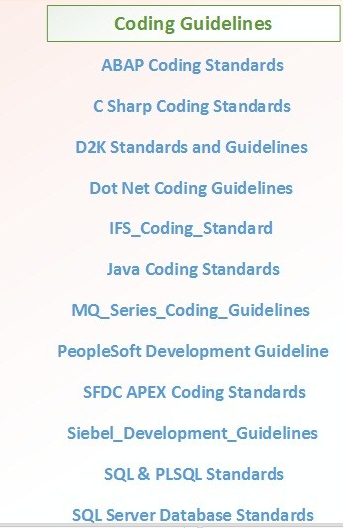 Coding Guidelines
ABAP Coding Standards
C Sharp Coding Standards
D2K Standards and Guidelines
Dot Net Coding Guidelines
IFS_Coding_Standard
Java Coding Standards
MQ_Series_Coding_Guidelines
PeopleSoft Development Guideline
SFDC APEX Coding Standards
Siebel_Development_Guidelines
SQL & PLSQL Standards
SQL Server Database Standards